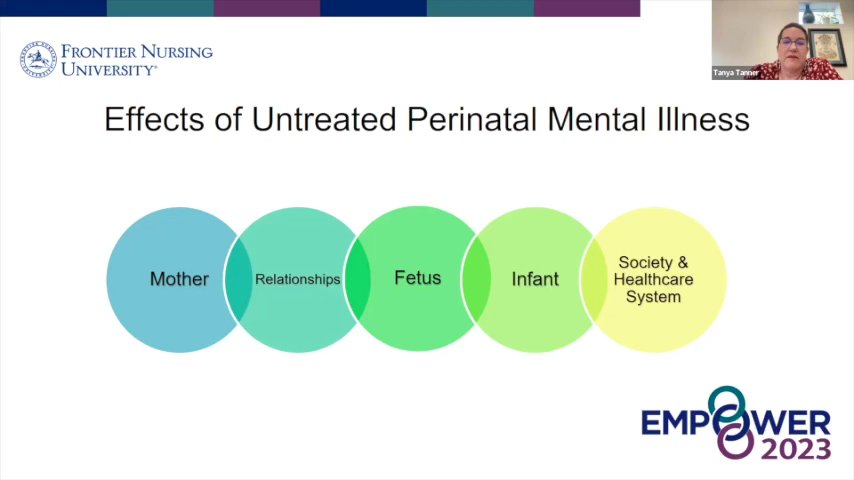 FRONTIER NURSING
UNIVERSITY®
Tanya Tanner
Effects of Untreated Perinatal Mental Illness
Mother
Relationships
Fetus
Infant
Society &
Healthcare
System
EMPOWER
2023